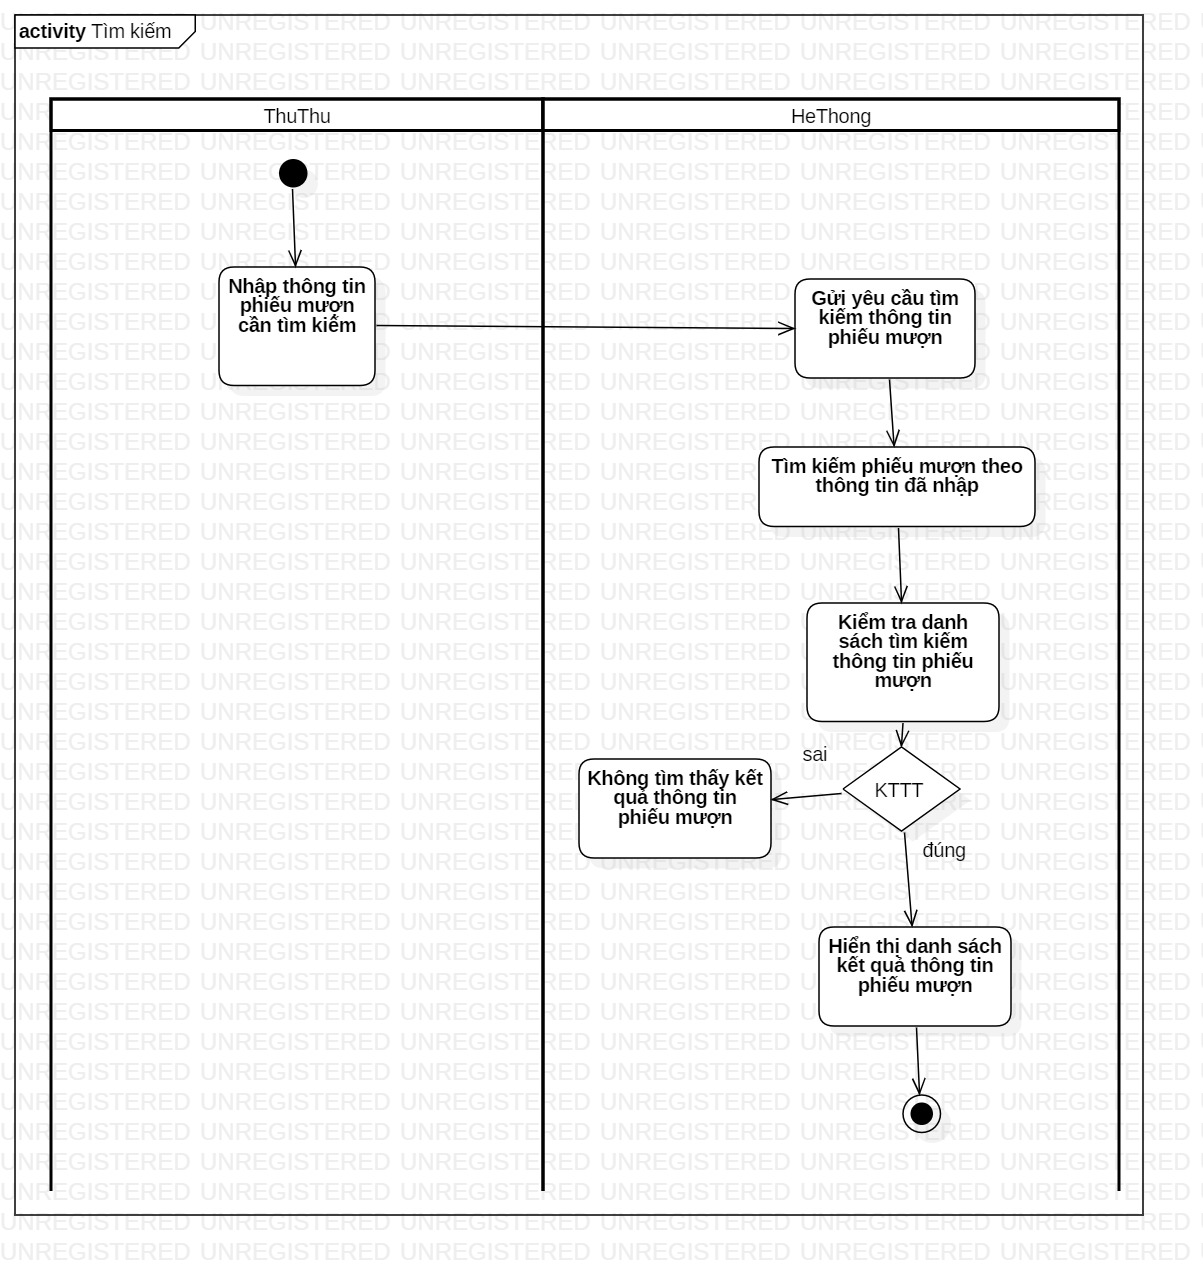 activity Tìm kiếm
ThuThu
HeThong
Nhập thông tin
phiếu mượn
cần tìm kiếm
Gửi yêu cầu tìm
kiếm thông tin
phiếu mượn
Tìm kiếm phiếu mượn theo
thông tin đã nhập
Kiểm tra danh
sách tìm kiếm
thông tin phiếu
mượn
sai
KTTT
Không tìm thấy kết
quả thông tin
phiếu mượn
đúng
Hiển thị danh sách
kết quả thông tin
phiếu mượn
UNREGISTERED